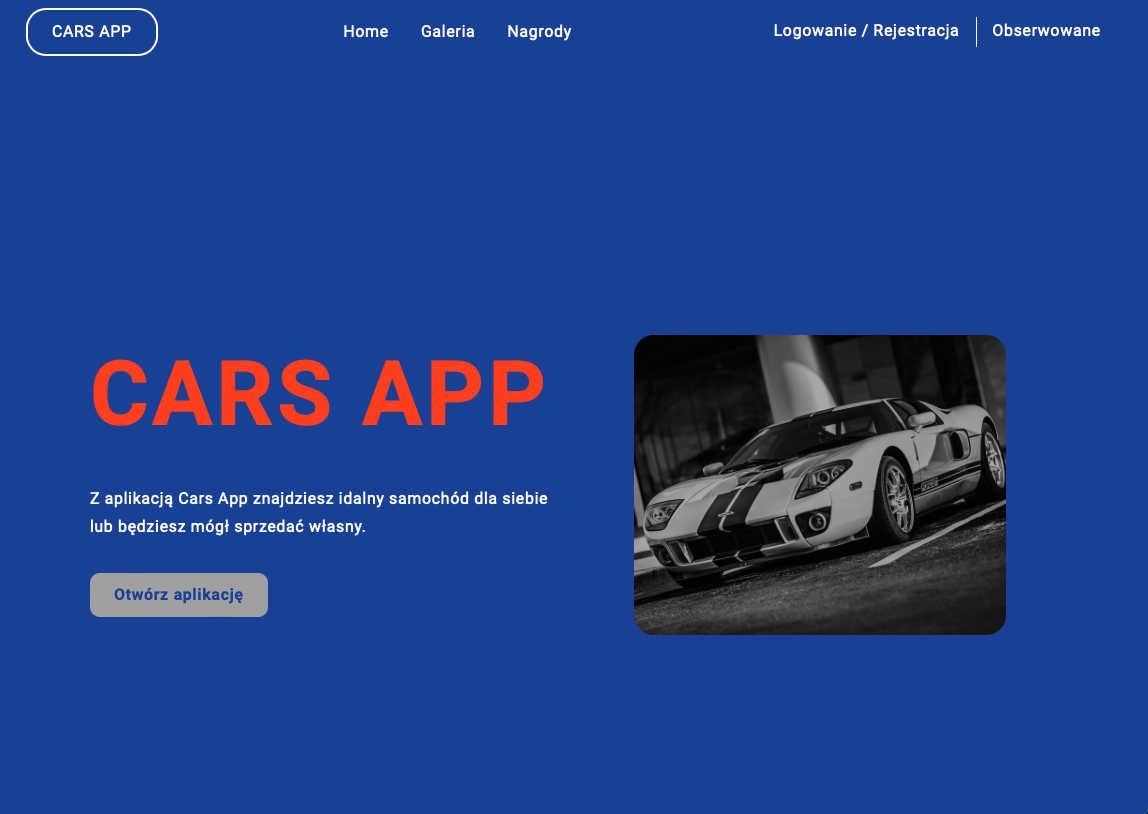 CARS APP
Home
Galeria
Nagrody
Logowanie / Rejestracja
Obserwowane
CARS APP
Z aplikacją Cars App znajdziesz idalny samochód dla siebie
lub będziesz mógł sprzedać własny.
Otwórz aplikację